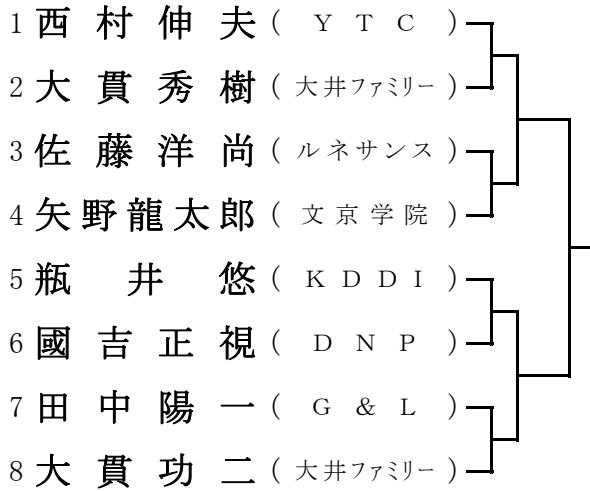 1 西村伸夫 (YTC)
2 大貫秀樹 (大井ファミリー)
3 佐藤洋尚 (ルネサンス)
4 矢野龍太郎 (文京学院)
5 瓶井悠 (KDDI)
6 國吉正視 (DNP)
7 田中陽一 (G&L)
8 大貫功二 (大井ファミリー)